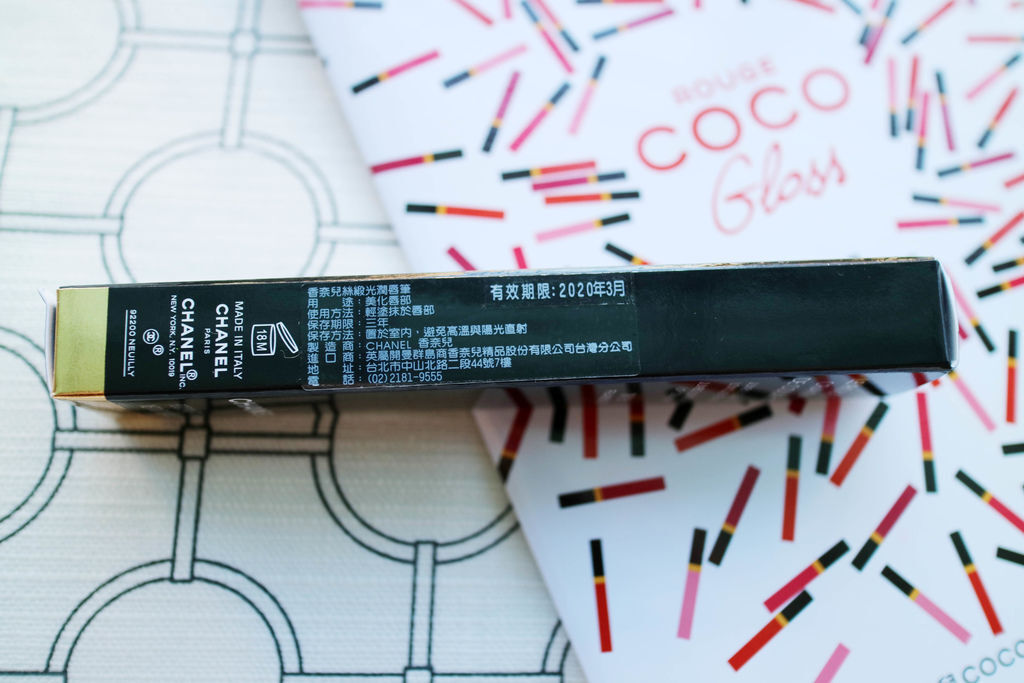 ROUGE
COCO
Gloss
香奈兒絲緞光潤唇筆
有效期限:2020年3月
用途:美化唇部
使用方法:輕塗抹於唇部
保存期限:三年
保存方法:置於室內,避免高溫與陽光直射
製造商:CHANEL 香奈兒
進口商:英屬開曼群島商香奈兒精品股份有限公司台灣分公司
地址:台北市中山北路二段44號7樓
電話:(02)2181-9555
18M
MADE IN ITALY
CHANEL
PARIS
CHANEL® INC.
NEW YORK, N.Y. 10019
®
92200 NEUILLY
COCO